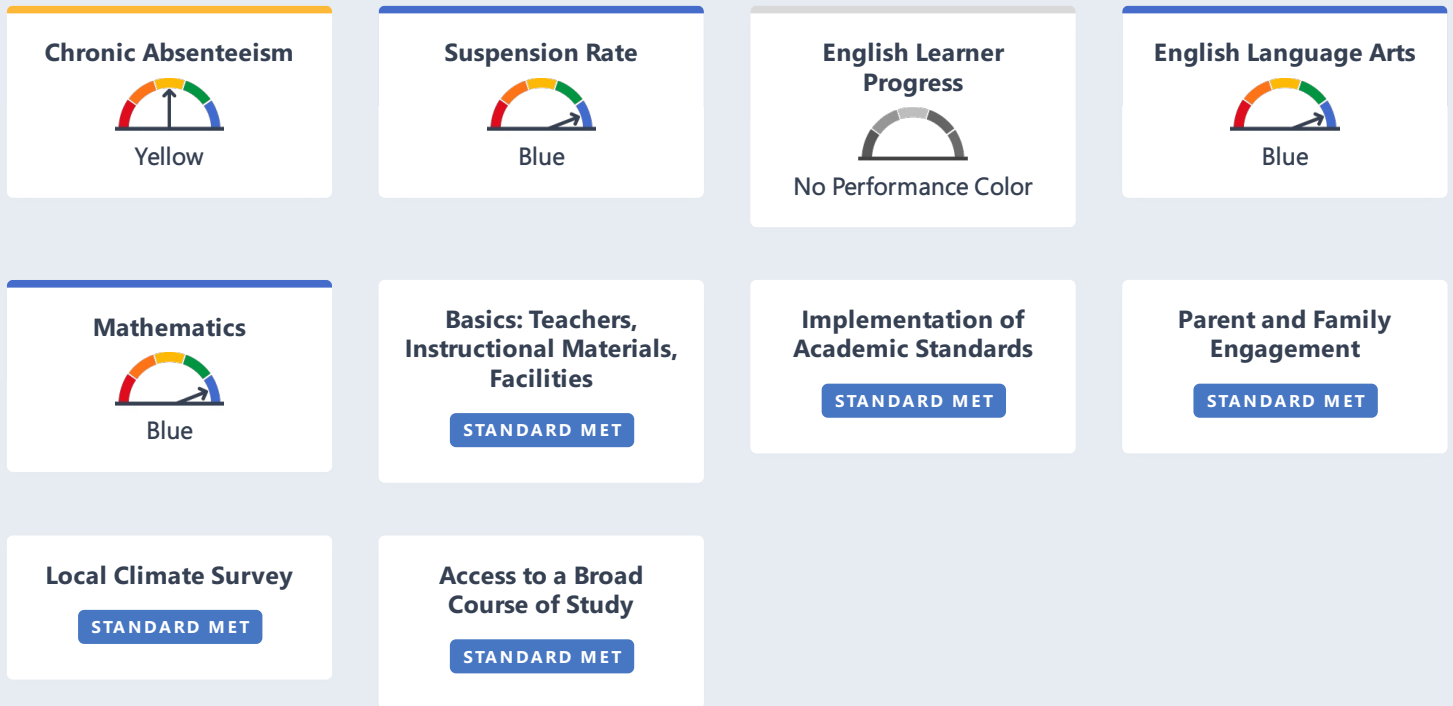 Chronic Absenteeism
Yellow
Suspension Rate
Blue
English Learner
Progress
No Performance Color
English Language Arts
Blue
Mathematics
Blue
Basics: Teachers,
Instructional Materials,
Facilities
STANDARD MET
Implementation of
Academic Standards
STANDARD MET
Parent and Family
Engagement
STANDARD MET
Local Climate Survey
STANDARD MET
Access to a Broad
Course of Study
STANDARD MET